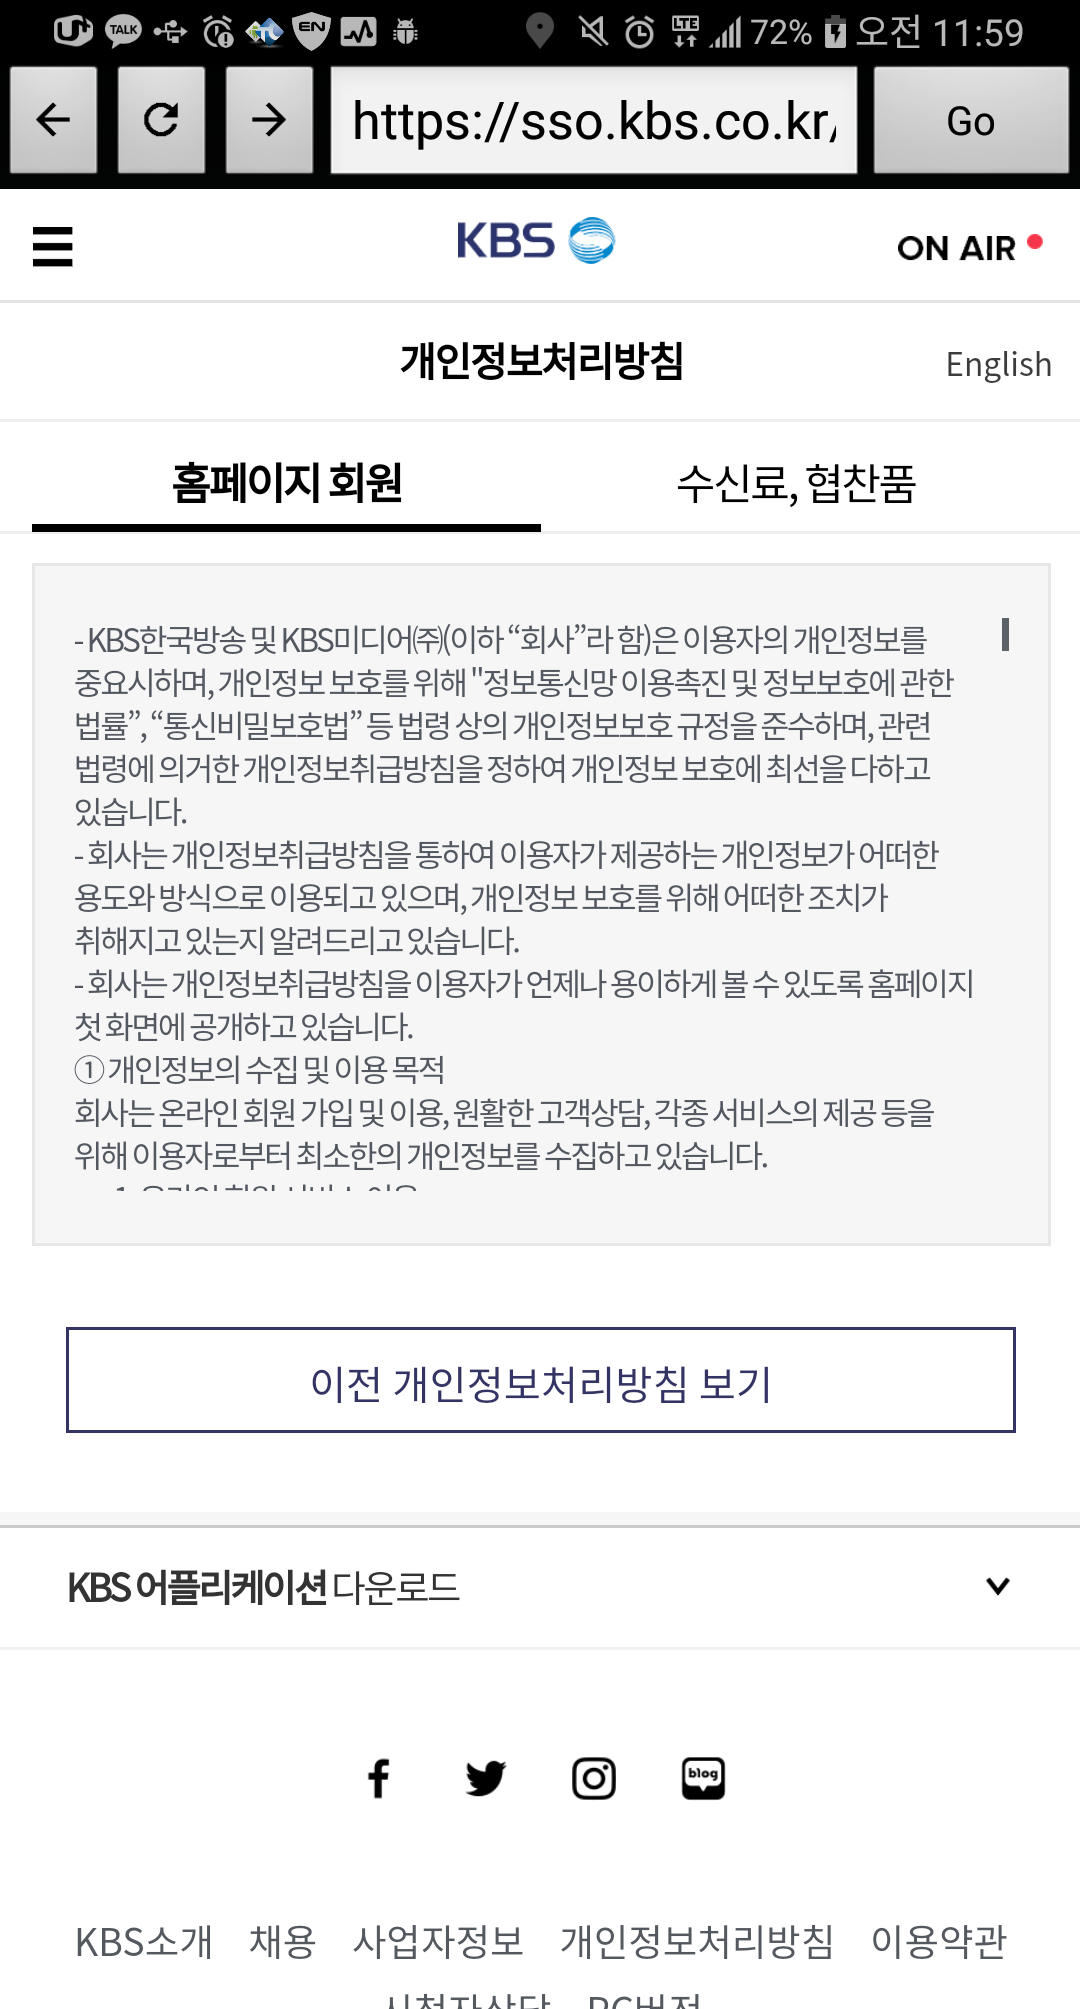 TALK EN LTE 72% 오전 11:59
https://sso.kbs.co.kr/ Go
KBS ON AIR
개인정보처리방침 English
홈페이지 회원 수신료, 협찬품
- KBS한국방송 및 KBS미디어㈜(이하 “회사”라 함)은 이용자의 개인정보를
중요시하며, 개인정보 보호를 위해 "정보통신망 이용촉진 및 정보보호에 관한
법률”, “통신비밀보호법” 등 법령 상의 개인정보보호 규정을 준수하며, 관련
법령에 의거한 개인정보취급방침을 정하여 개인정보 보호에 최선을 다하고
있습니다.
- 회사는 개인정보취급방침을 통하여 이용자가 제공하는 개인정보가 어떠한
용도와 방식으로 이용되고 있으며, 개인정보 보호를 위해 어떠한 조치가
취해지고 있는지 알려드리고 있습니다.
- 회사는 개인정보취급방침을 이용자가 언제나 용이하게 볼 수 있도록 홈페이지
첫 화면에 공개하고 있습니다.
① 개인정보의 수집 및 이용 목적
회사는 온라인 회원 가입 및 이용, 원활한 고객상담, 각종 서비스의 제공 등을
위해 이용자로부터 최소한의 개인정보를 수집하고 있습니다.
이전 개인정보처리방침 보기
KBS 어플리케이션 다운로드
blog
KBS소개 채용 사업자정보 개인정보처리방침 이용약관
시청자상담 PC버전